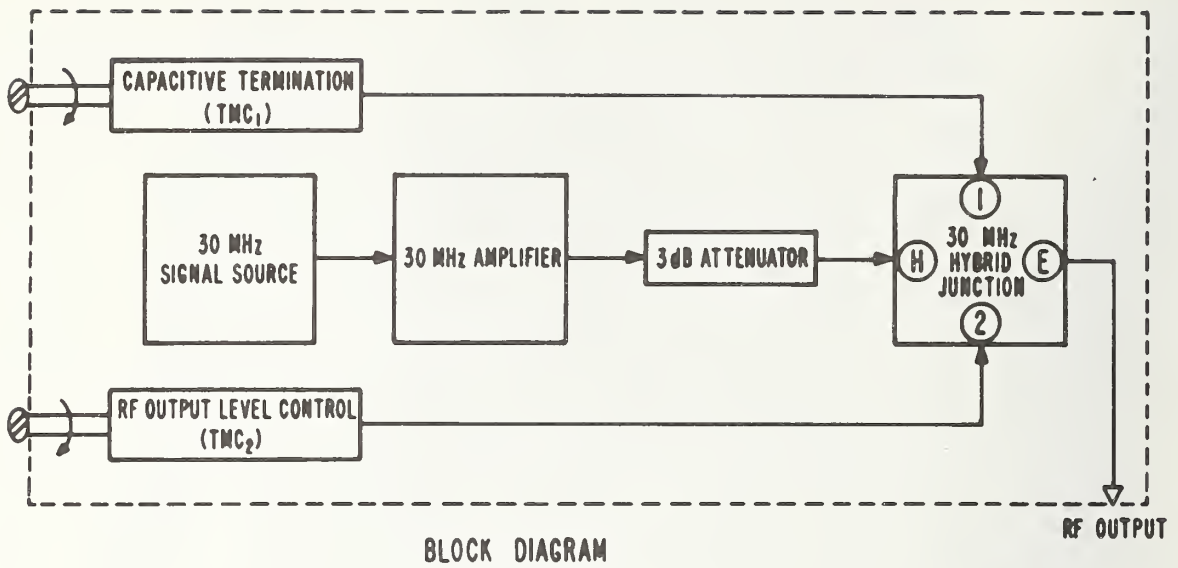 CAPACITIVE TERMINATION
(TMC₁)
30 MHz
SIGNAL SOURCE
30 MHz AMPLIFIER
3dB ATTENUATOR
1
H
30 MHz
HYBRID
JUNCTION
E
2
RF OUTPUT LEVEL CONTROL
(TMC₂)
RF OUTPUT
BLOCK DIAGRAM